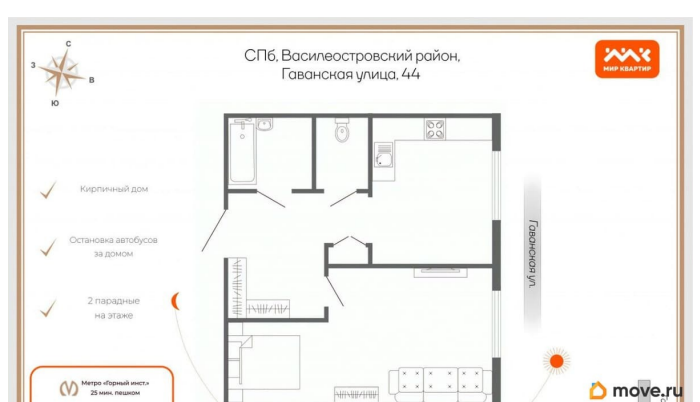 С
З
В
Ю
СПб, Василеостровский район,
Гаванская улица, 44
МИР КВАРТИР
Кирпичный дом
Остановка автобусов
за домом
2 парадные
на этаже
Гаванская ул.
Метро «Горный инст.»
25 мин. пешком
move.ru